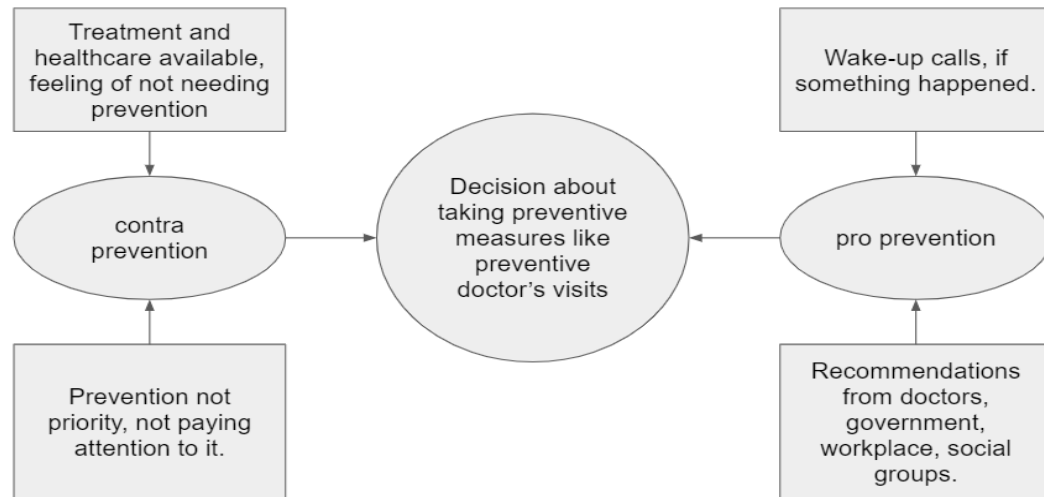 Treatment and
healthcare available,
feeling of not needing
prevention
Wake-up calls, if
something happened.
contra
prevention
Decision about
taking preventive
measures like
preventive
doctor's visits
pro prevention
Prevention not
priority, not paying
attention to it.
Recommendations
from doctors,
government,
workplace, social
groups.